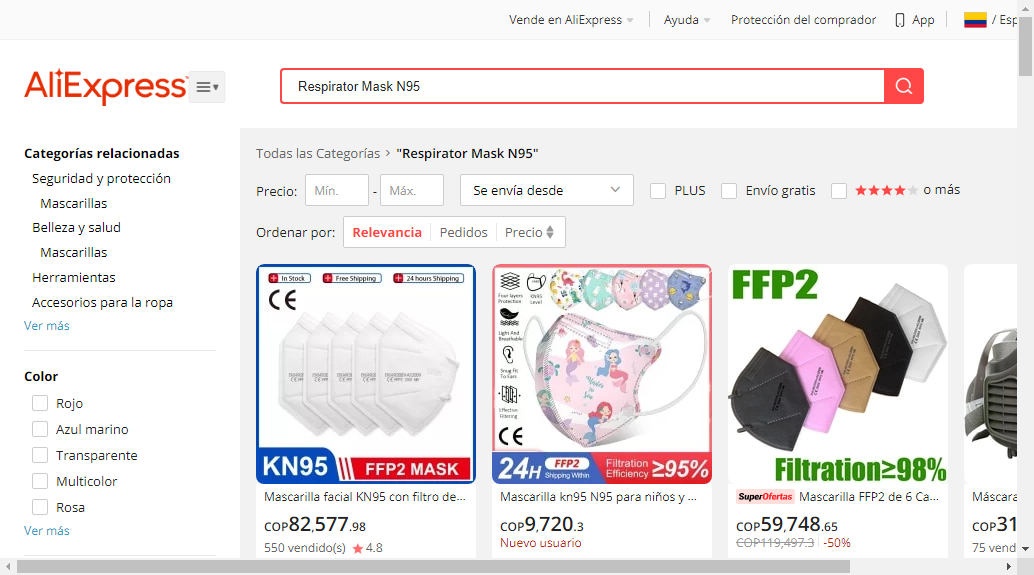 Vende en AliExpress
Ayuda
Protección del comprador
App
/ Esp
AliExpress
Respirator Mask N95
Categorías relacionadas
Seguridad y protección
Mascarillas
Belleza y salud
Mascarillas
Herramientas
Accesorios para la ropa
Ver más
Color
Rojo
Azul marino
Transparente
Multicolor
Rosa
Ver más
Todas las Categorías > "Respirator Mask N95"
Precio: Mín. - Máx. Se envía desde PLUS Envío gratis o más
Ordenar por: Relevancia Pedidos Precio
In Stock Free Shipping 24 hours Shipping
CE
KN95 FFP2 MASK
Mascarilla facial KN95 con filtro de...
COP82,577.98
550 vendido(s) 4.8
Four layers
Protection
KN95
Level
Light And
Breathable
Snug Fit
To Ears
Effective
Filtering
Under
the
Sea
CE
24H FFP2 Shipping Within Filtration Efficiency ≥95%
Mascarilla kn95 N95 para niños y ...
COP9,720.3
Nuevo usuario
FFP2
Filtration≥98%
SuperOfertas Mascarilla FFP2 de 6 Ca...
COP59,748.65
COP119,497.3 -50%
Máscara
COP31
75 vend